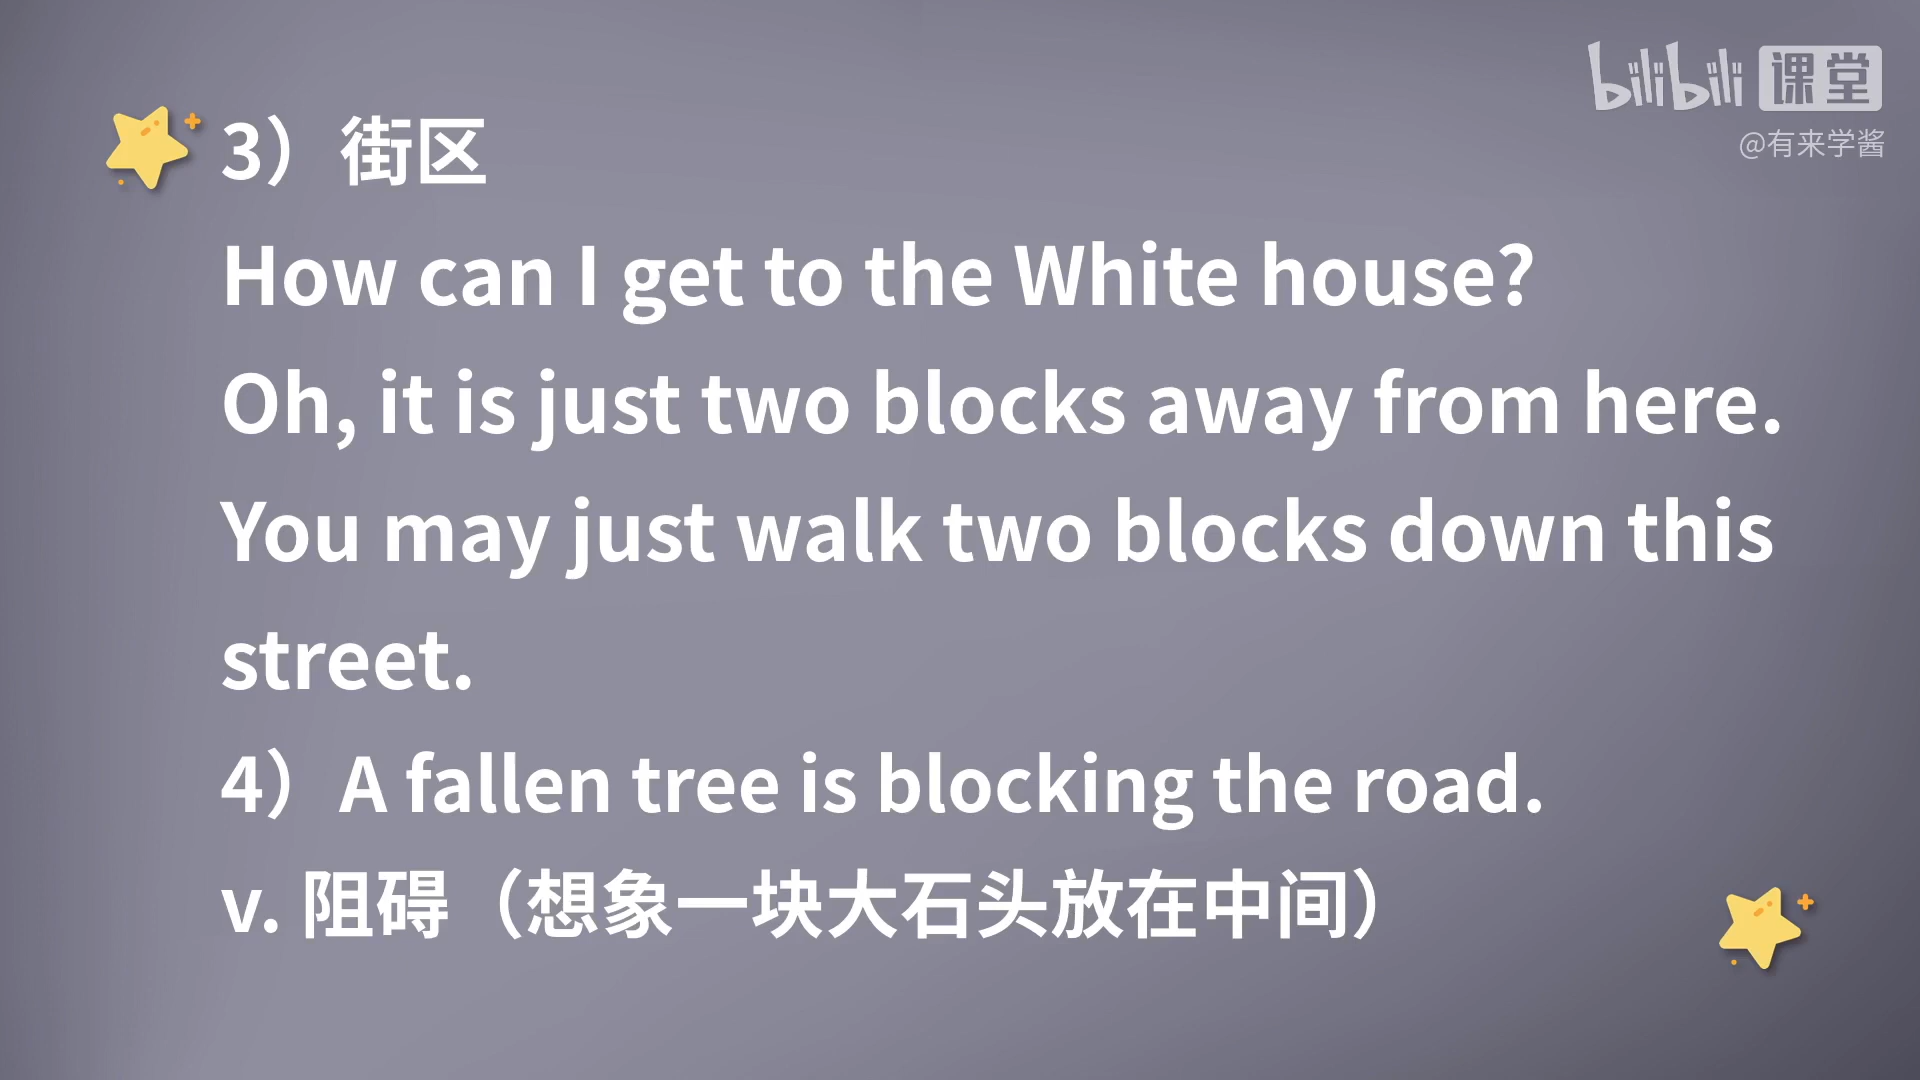 bilibili 课堂
@有来学酱
3）街区
How can I get to the White house?
Oh, it is just two blocks away from here.
You may just walk two blocks down this
street.
4）A fallen tree is blocking the road.
v. 阻碍（想象一块大石头放在中间）